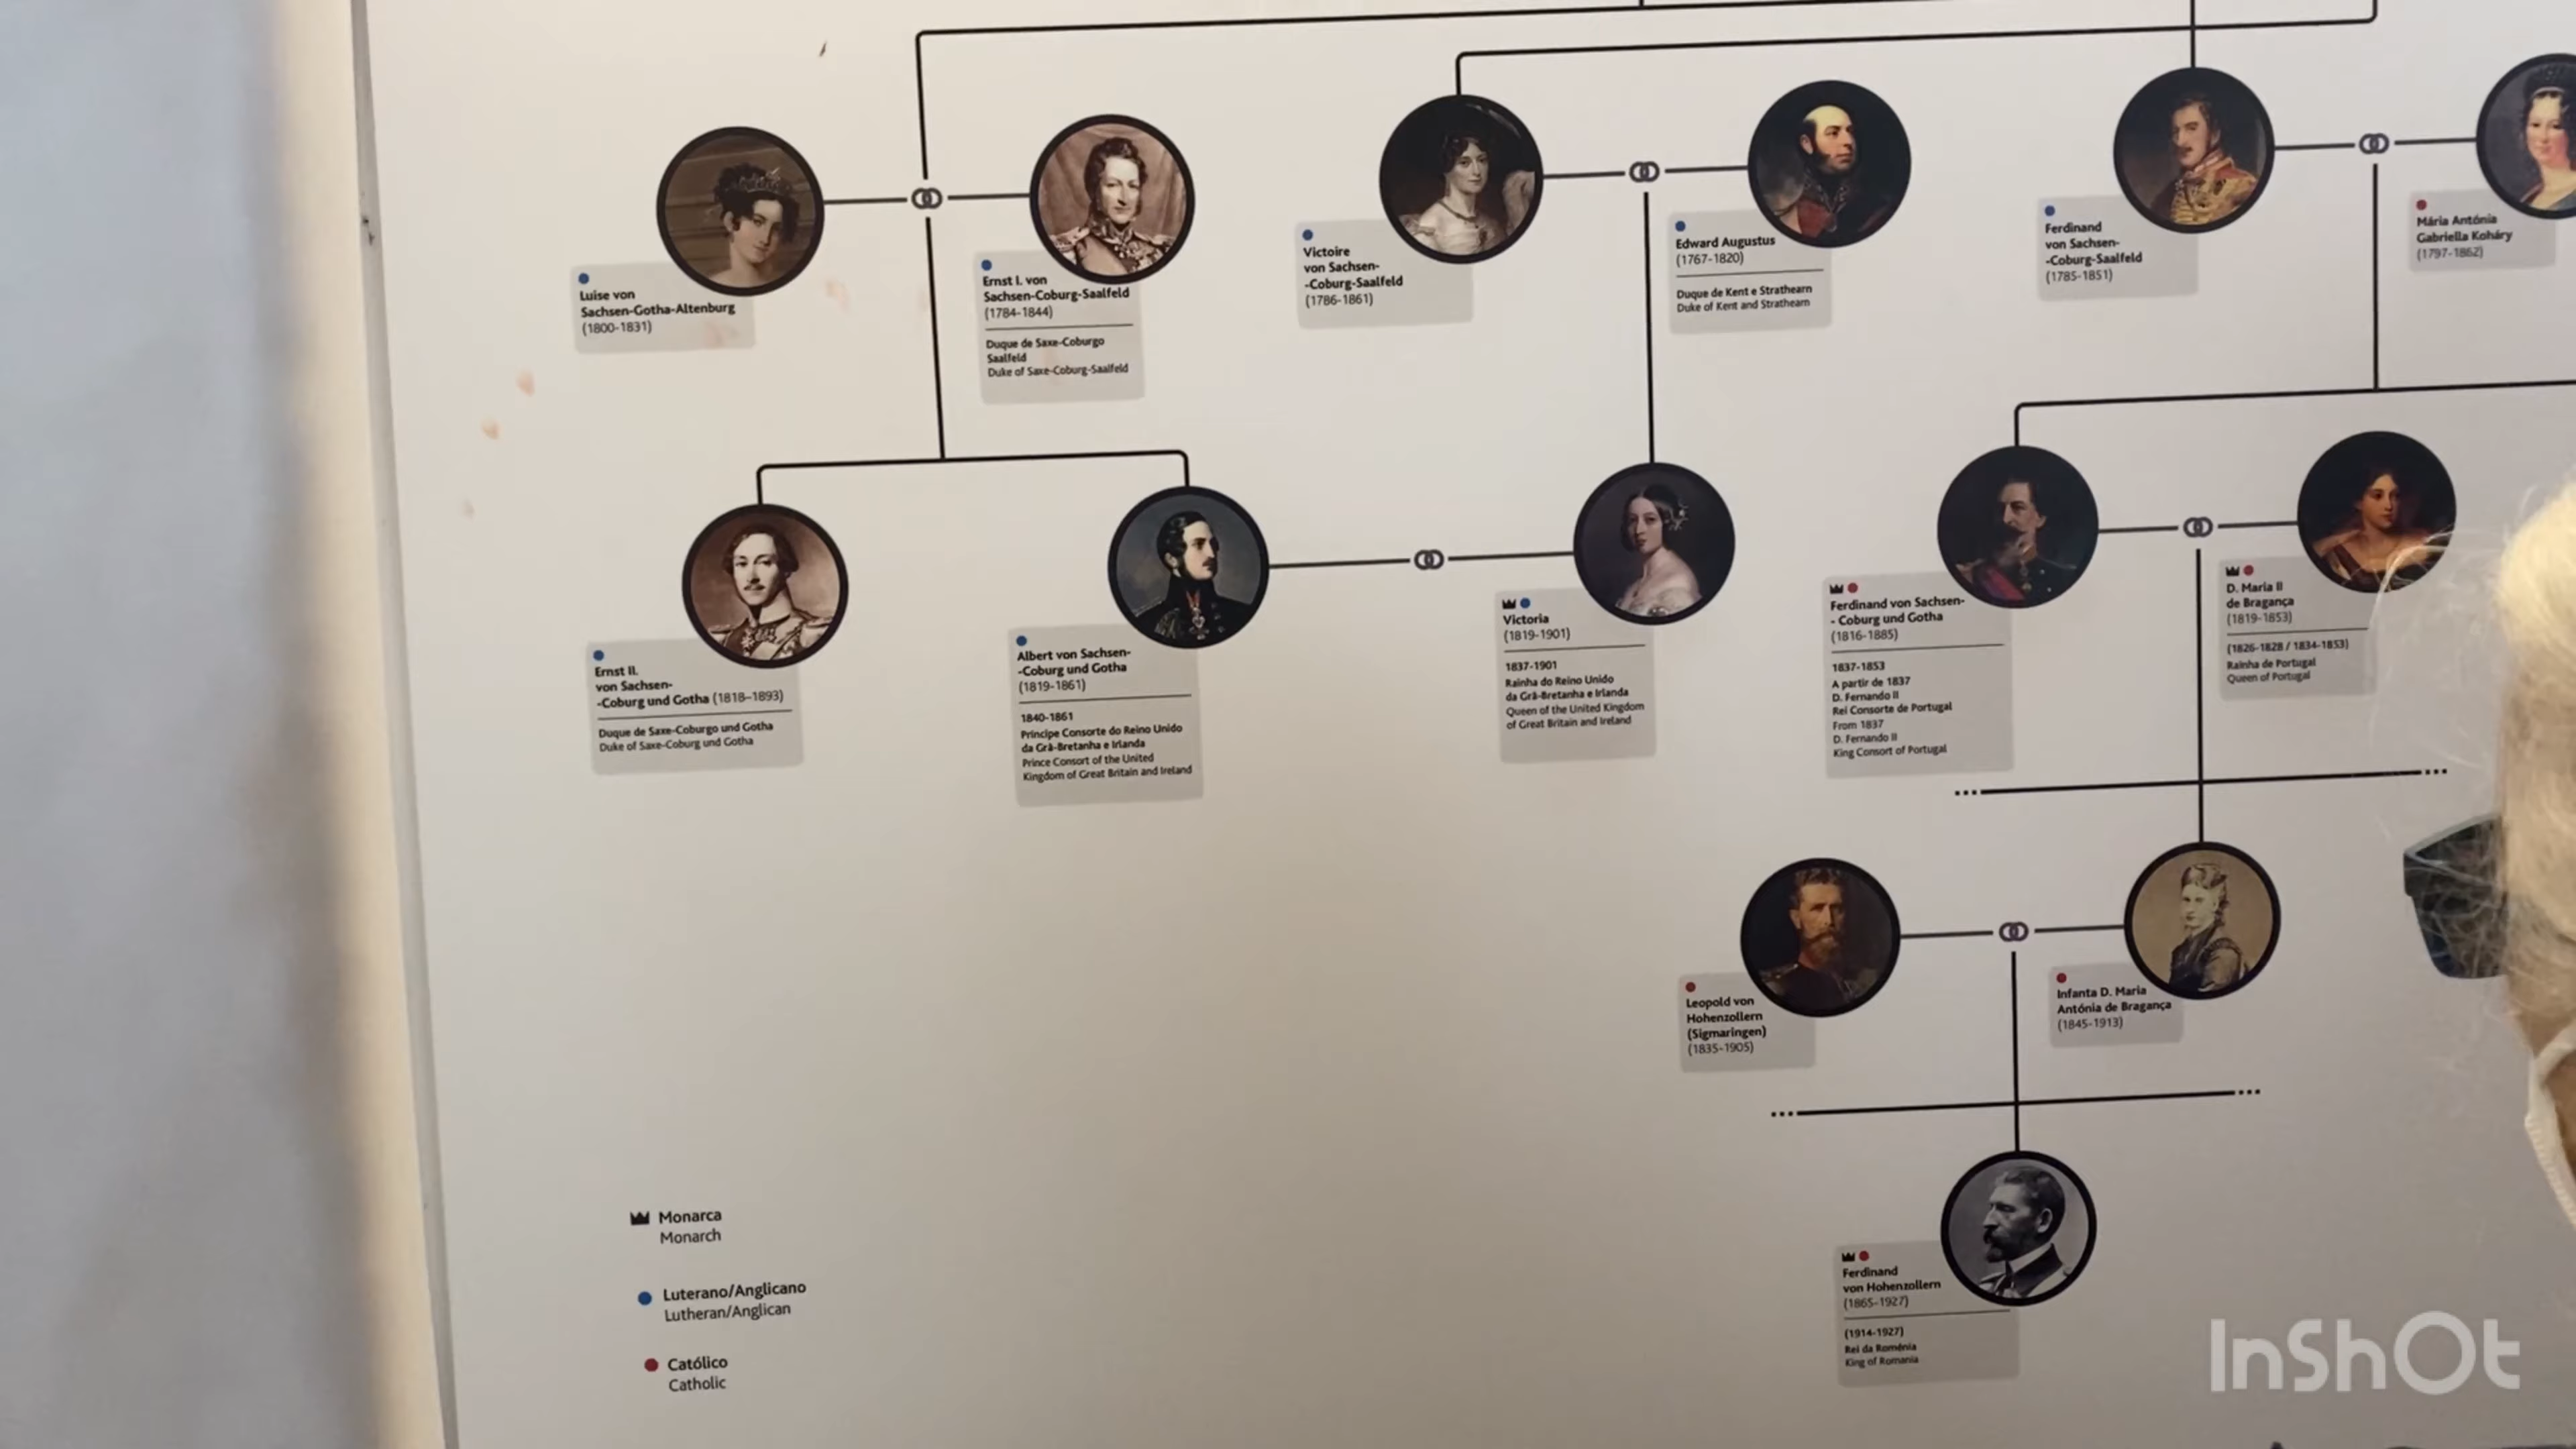 Luise von
Sachsen-Gotha-Altenburg
(1800-1831)
Ernst I. von
Sachsen-Coburg-Saalfeld
(1784-1844)
Duque de Saxe-Coburgo
Saalfeld
Duke of Saxe-Coburg-Saalfeld
Victoire
von Sachsen-
-Coburg-Saalfeld
(1786-1861)
Edward Augustus
(1767-1820)
Duque de Kent e Strathearn
Duke of Kent and Strathearn
Ferdinand
von Sachsen-
-Coburg-Saalfeld
(1785-1851)
Mária Antónia
Gabriella Koháry
(1797-1862)
Ernst II.
von Sachsen-
-Coburg und Gotha (1818-1893)
Duque de Saxe-Coburgo und Gotha
Duke of Saxe-Coburg und Gotha
Albert von Sachsen-
-Coburg und Gotha
(1819-1861)
1840-1861
Príncipe Consorte do Reino Unido
da Grã-Bretanha e Irlanda
Prince Consort of the United
Kingdom of Great Britain and Ireland
Victoria
(1819-1901)
1837-1901
Rainha do Reino Unido
da Grã-Bretanha e Irlanda
Queen of the United Kingdom
of Great Britain and Ireland
Ferdinand von Sachsen-
- Coburg und Gotha
(1816-1885)
1837-1853
A partir de 1837
D. Fernando II
Rei Consorte de Portugal
From 1837
D. Fernando II
King Consort of Portugal
D. Maria II
de Bragança
(1819-1853)
(1826-1828 / 1834-1853)
Rainha de Portugal
Queen of Portugal
Leopold von
Hohenzollern
(Sigmaringen)
(1835-1905)
Infanta D. Maria
Antónia de Bragança
(1845-1913)
Ferdinand
von Hohenzollern
(1865-1927)
(1914-1927)
Rei da Roménia
King of Romania
Monarca
Monarch
Luterano/Anglicano
Lutheran/Anglican
Católico
Catholic
InShOt